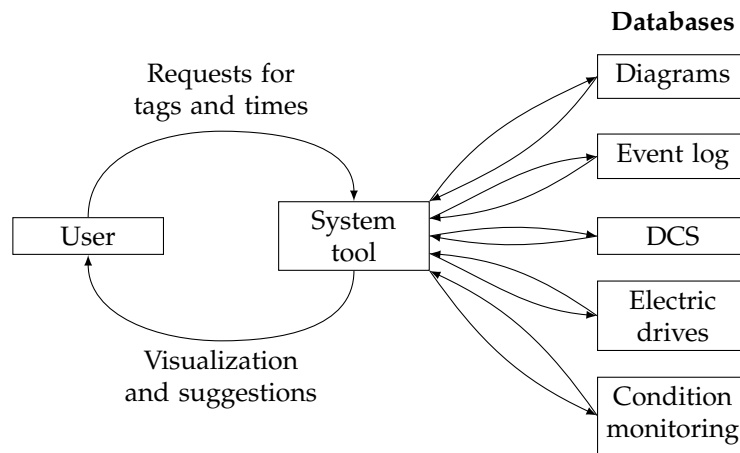 Databases
Requests for
tags and times
Diagrams
Event log
User
System
tool
DCS
Electric
drives
Visualization
and suggestions
Condition
monitoring